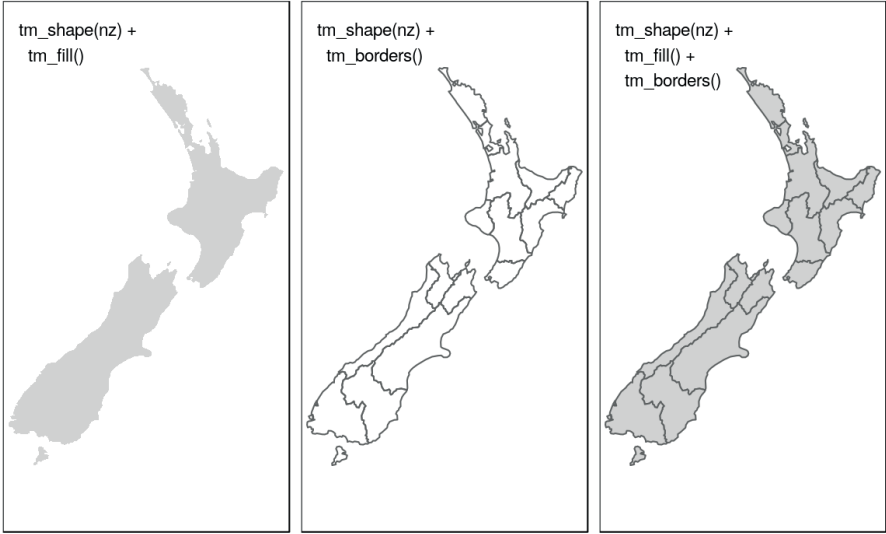 tm_shape(nz) +
tm_fill()
tm_shape(nz) +
tm_borders()
tm_shape(nz) +
tm_fill() +
tm_borders()